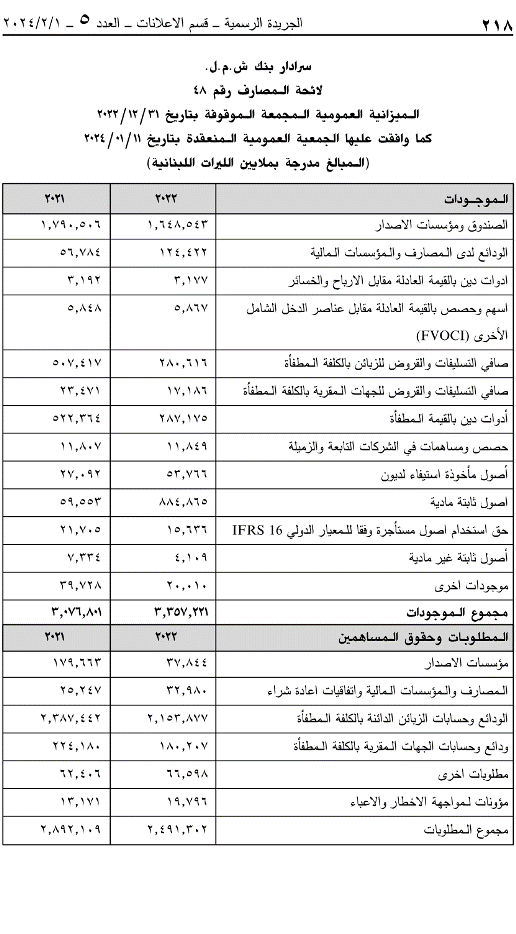 ٢١٨ الجريدة الرسمية ــ قسم الاعلانات ــ العدد ٥ ــ ٢٠٢٤/٢/١
سرادار بنك ش.م.ل.
لائحة المصارف رقم ٤٨
الميزانية العمومية المجمعة الموقوفة بتاريخ ٢٠٢٢/١٢/٣١
كما وافقت عليها الجمعية العمومية المنعقدة بتاريخ ٢٠٢٤/٠١/١١
(المبالغ مدرجة بملايين الليرات اللبنانية)
الموجودات ٢٠٢٢ ٢٠٢١
الصندوق ومؤسسات الاصدار ١,٦٤٨,٥٤٣ ١,٧٩٠,٥٠٦
الودائع لدى المصارف والمؤسسات المالية ١٢٤,٤٢٢ ٥٦,٧٨٤
ادوات دين بالقيمة العادلة مقابل الارباح والخسائر ٣,١٧٧ ٣,١٩٢
اسهم وحصص بالقيمة العادلة مقابل عناصر الدخل الشامل ٥,٨٦٧ ٥,٨٤٨
الأخرى (FVOCI)
صافي التسليفات والقروض للزبائن بالكلفة المطفأة ٢٨٠,٦١٦ ٥٠٧,٤١٧
صافي التسليفات والقروض للجهات المقربة بالكلفة المطفأة ١٧,١٨٦ ٢٣,٤٧١
أدوات دين بالقيمة المطفأة ٢٨٧,١٧٥ ٥٢٢,٣٦٤
حصص ومساهمات في الشركات التابعة والزميلة ١١,٨٤٩ ١١,٨٠٧
أصول مأخوذة استيفاء لديون ٥٣,٧٦٦ ٢٧,٠٩٢
اصول ثابتة مادية ٨٨٤,٨٦٥ ٥٩,٥٥٣
حق استخدام اصول مستأجرة وفقا للمعيار الدولي IFRS 16 ١٥,٦٣٦ ٢١,٧٠٥
أصول ثابتة غير مادية ٤,١٠٩ ٧,٣٣٤
موجودات اخرى ٢٠,٠١٠ ٣٩,٧٢٨
مجموع الموجودات ٣,٣٥٧,٢٢١ ٣,٠٧٦,٨٠١
المطلوبات وحقوق المساهمين ٢٠٢٢ ٢٠٢١
مؤسسات الاصدار ٣٧,٨٤٤ ١٧٩,٦٦٣
المصارف والمؤسسات المالية واتفاقيات اعادة شراء ٣٢,٩٨٠ ٢٥,٢٤٧
الودائع وحسابات الزبائن الدائنة بالكلفة المطفأة ٢,١٥٣,٨٧٧ ٢,٣٨٧,٤٤٢
ودائع وحسابات الجهات المقربة بالكلفة المطفأة ١٨٠,٢٠٧ ٢٢٤,١٨٠
مطلوبات اخرى ٦٦,٥٩٨ ٦٢,٤٠٦
مؤونات لمواجهة الاخطار والاعباء ١٩,٧٩٦ ١٣,١٧١
مجموع المطلوبات ٢,٤٩١,٣٠٢ ٢,٨٩٢,١٠٩